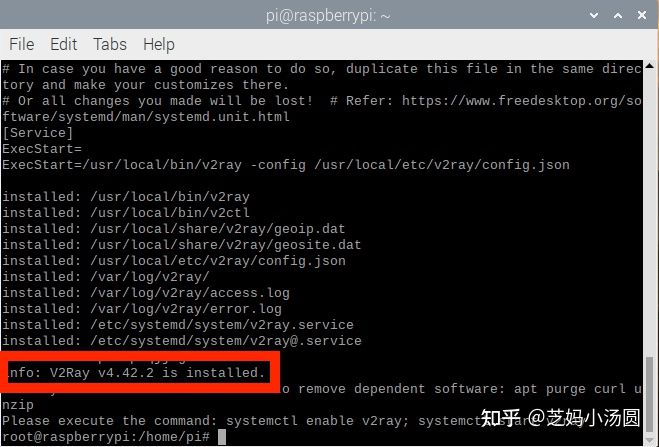 pi@raspberrypi: ~
File Edit Tabs Help
# In case you have a good reason to do so, duplicate this file in the same direc
tory and make your customizes there.
# Or all changes you made will be lost!  # Refer: https://www.freedesktop.org/so
ftware/systemd/man/systemd.unit.html
[Service]
ExecStart=
ExecStart=/usr/local/bin/v2ray -config /usr/local/etc/v2ray/config.json
installed: /usr/local/bin/v2ray
installed: /usr/local/bin/v2ctl
installed: /usr/local/share/v2ray/geoip.dat
installed: /usr/local/share/v2ray/geosite.dat
installed: /usr/local/etc/v2ray/config.json
installed: /var/log/v2ray/
installed: /var/log/v2ray/access.log
installed: /var/log/v2ray/error.log
installed: /etc/systemd/system/v2ray.service
installed: /etc/systemd/system/v2ray@.service
info: V2Ray v4.42.2 is installed.
to remove dependent software: apt purge curl u
nzip
Please execute the command: systemctl enable v2ray;
root@raspberrypi:/home/pi#
知乎 @芝妈小汤圆